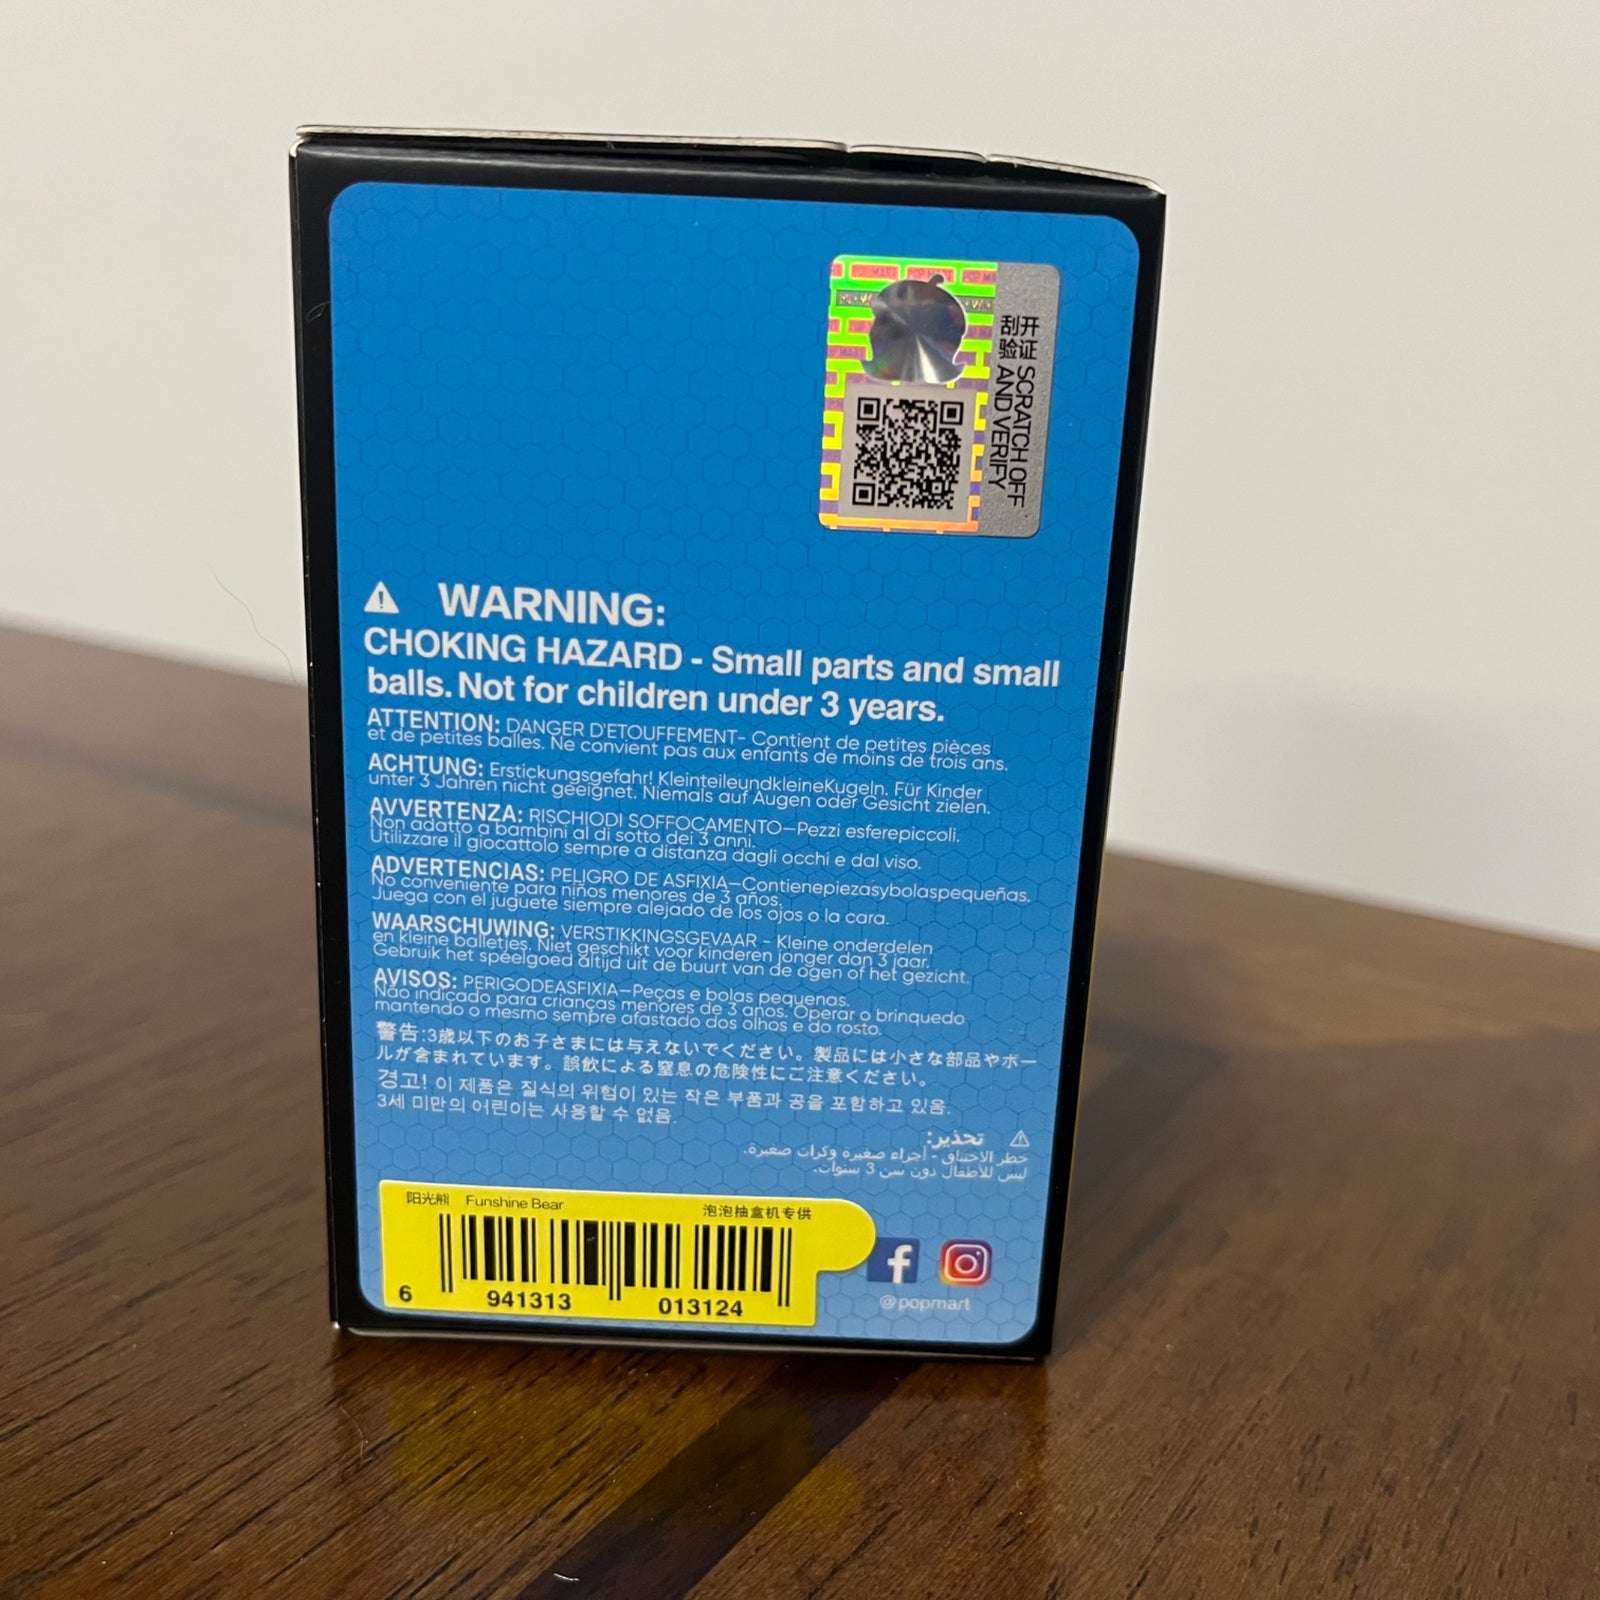 POP MART POP MART POP MA
刮开
验证 SCRATCH OFF
AND VERIFY
WARNING:
CHOKING HAZARD - Small parts and small
balls. Not for children under 3 years.
ATTENTION: DANGER D'ETOUFFEMENT- Contient de petites pièces
et de petites balles. Ne convient pas aux enfants de moins de trois ans.
ACHTUNG: Erstickungsgefahr! KleinteileundkleineKugeln. Für Kinder
unter 3 Jahren nicht geeignet. Niemals auf Augen oder Gesicht zielen.
AVVERTENZA: RISCHIODI SOFFOCAMENTO—Pezzi esferepiccoli.
Non adatto a bambini al di sotto dei 3 anni.
Utilizzare il giocattolo sempre a distanza dagli occhi e dal viso.
ADVERTENCIAS: PELIGRO DE ASFIXIA—Contienepiezasybolaspequeñas.
No conveniente para niños menores de 3 años.
Juega con el juguete siempre alejado de los ojos o la cara.
WAARSCHUWING: VERSTIKKINGSGEVAAR - Kleine onderdelen
en kleine balletjes. Niet geschikt voor kinderen jonger dan 3 jaar.
Gebruik het speelgoed altijd uit de buurt van de ogen of het gezicht.
AVISOS: PERIGODEASFIXIA—Peças e bolas pequenas.
Não indicado para crianças menores de 3 anos. Operar o brinquedo
mantendo o mesmo sempre afastado dos olhos e do rosto.
警告:3歳以下のお子さまには与えないでください。製品には小さな部品やボー
ルが含まれています。誤飲による窒息の危険性にご注意ください。
경고! 이 제품은 질식의 위험이 있는 작은 부품과 공을 포함하고 있음.
3세 미만의 어린이는 사용할 수 없음.
تحذير:
خطر الاختناق - أجزاء صغيرة وكرات صغيرة.
ليس للأطفال دون سن 3 سنوات.
阳光熊 Funshine Bear 泡泡抽盒机专供
6 941313 013124
@popmart